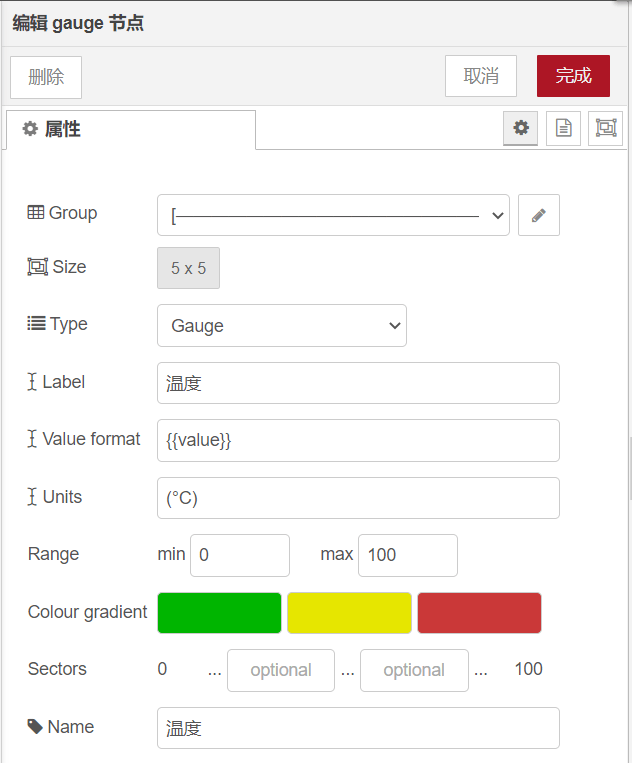 编辑 gauge 节点
删除 取消 完成
属性
Group [————————————————
Size 5 x 5
Type Gauge
Label 温度
Value format {{value}}
Units (°C)
Range min 0 max 100
Colour gradient
Sectors 0 ... optional ... optional ... 100
Name 温度